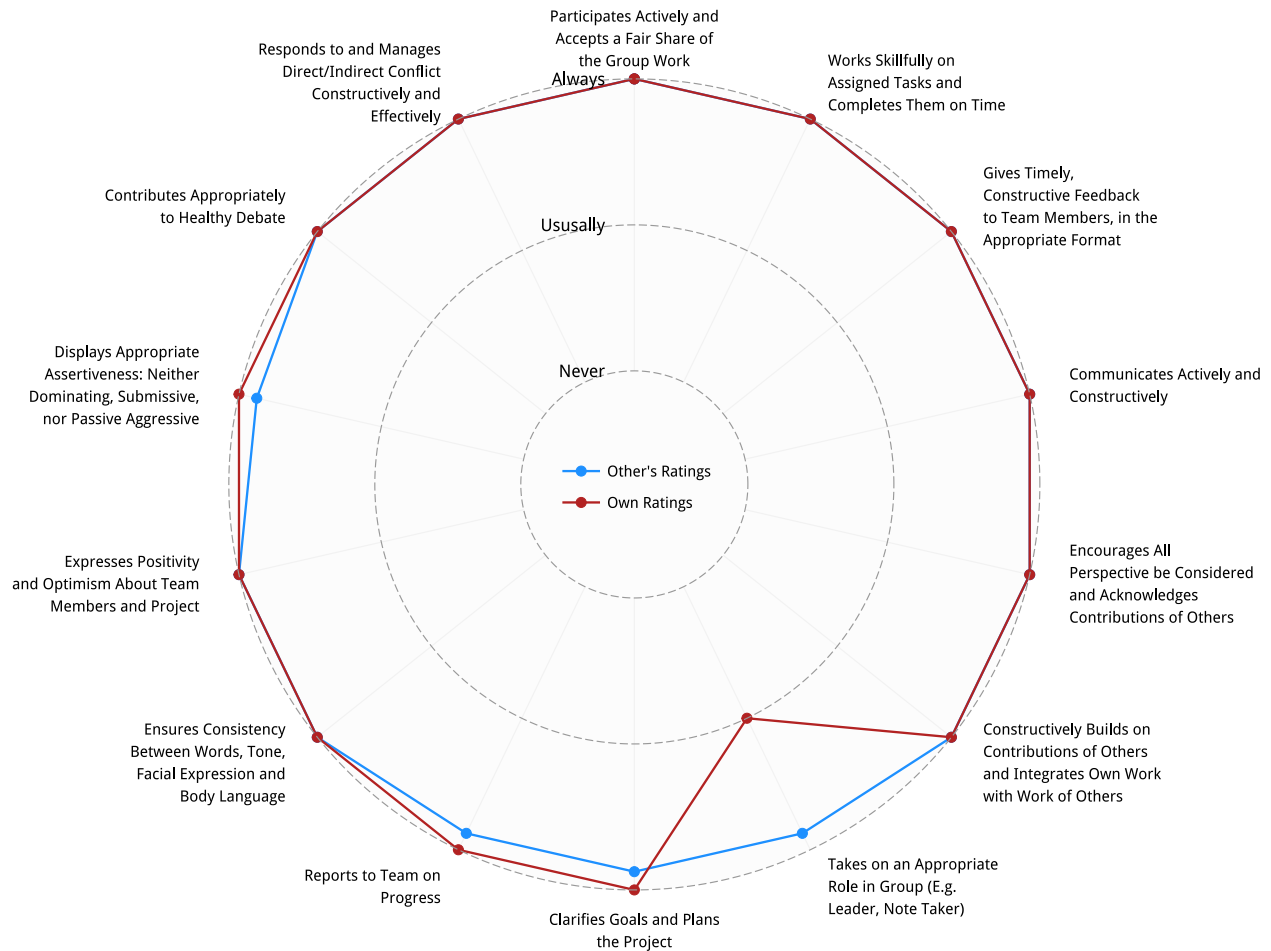 Participates Actively and
Accepts a Fair Share of
the Group Work
Works Skillfully on
Assigned Tasks and
Completes Them on Time
Gives Timely,
Constructive Feedback
to Team Members, in the
Appropriate Format
Communicates Actively and
Constructively
Encourages All
Perspective be Considered
and Acknowledges
Contributions of Others
Constructively Builds on
Contributions of Others
and Integrates Own Work
with Work of Others
Takes on an Appropriate
Role in Group (E.g.
Leader, Note Taker)
Clarifies Goals and Plans
the Project
Reports to Team on
Progress
Ensures Consistency
Between Words, Tone,
Facial Expression and
Body Language
Expresses Positivity
and Optimism About Team
Members and Project
Displays Appropriate
Assertiveness: Neither
Dominating, Submissive,
nor Passive Aggressive
Contributes Appropriately
to Healthy Debate
Responds to and Manages
Direct/Indirect Conflict
Constructively and
Effectively
Always
Ususally
Never
Other's Ratings
Own Ratings